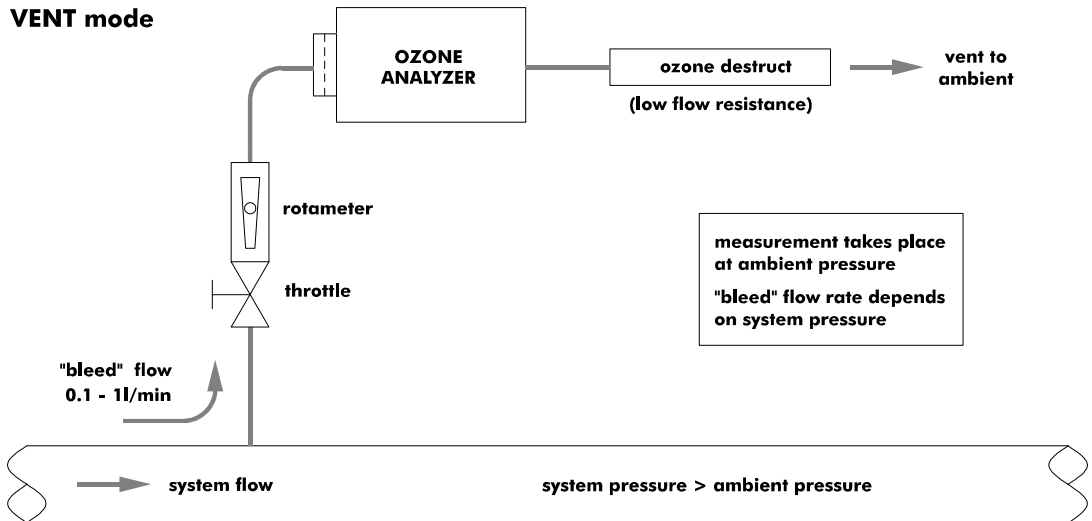 VENT mode
OZONE
ANALYZER
ozone destruct
(low flow resistance)
vent to
ambient
rotameter
throttle
measurement takes place
at ambient pressure
"bleed" flow rate depends
on system pressure
"bleed" flow
0.1 - 1l/min
system flow
system pressure > ambient pressure